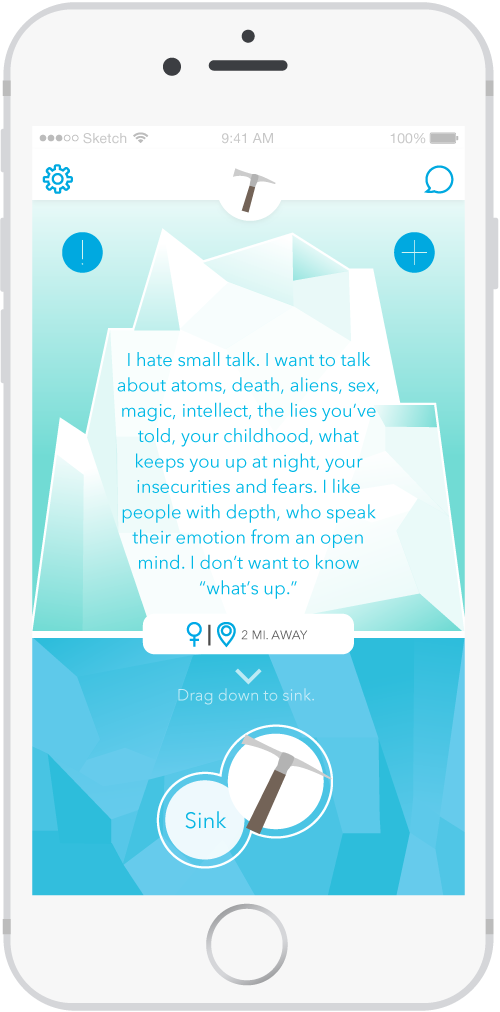 Sketch 9:41 AM 100%
!
I hate small talk. I want to talk
about atoms, death, aliens, sex,
magic, intellect, the lies you’ve
told, your childhood, what
keeps you up at night, your
insecurities and fears. I like
people with depth, who speak
their emotion from an open
mind. I don’t want to know
“what’s up.”
2 MI. AWAY
Drag down to sink.
Sink